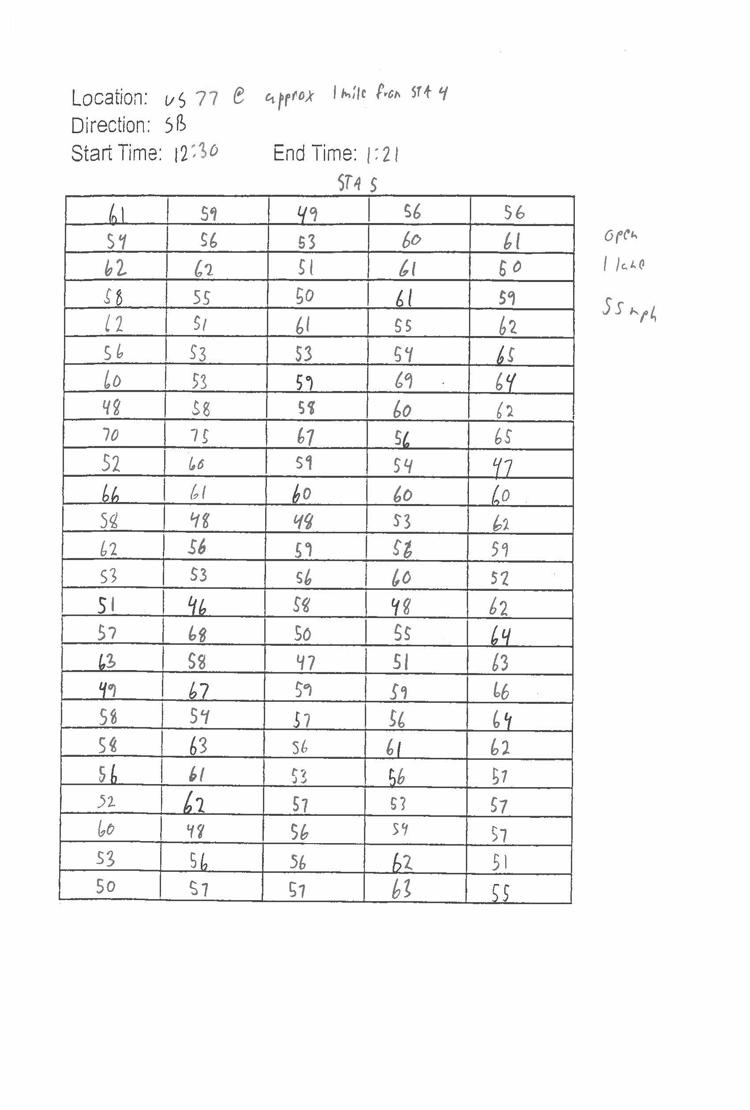 Location: US 77 @ approx 1 mile from STA 4
Direction: SB
Start Time: 12:30 End Time: 1:21
STA 5
61 59 49 56 56
54 56 53 60 61 open
62 62 51 61 60 1 lane
58 55 50 61 59 55 mph
62 51 61 55 62
56 53 53 54 65
60 53 59 69 64
48 58 58 60 62
70 75 67 56 65
52 60 59 54 47
66 61 60 60 60
58 48 48 53 62
62 56 59 58 59
53 53 56 60 52
51 46 58 48 62
57 68 50 55 64
63 58 47 51 63
49 67 59 59 66
58 54 57 56 64
58 63 56 61 62
56 61 53 56 57
52 62 57 53 57
60 48 56 54 57
53 56 56 62 51
50 57 57 63 55